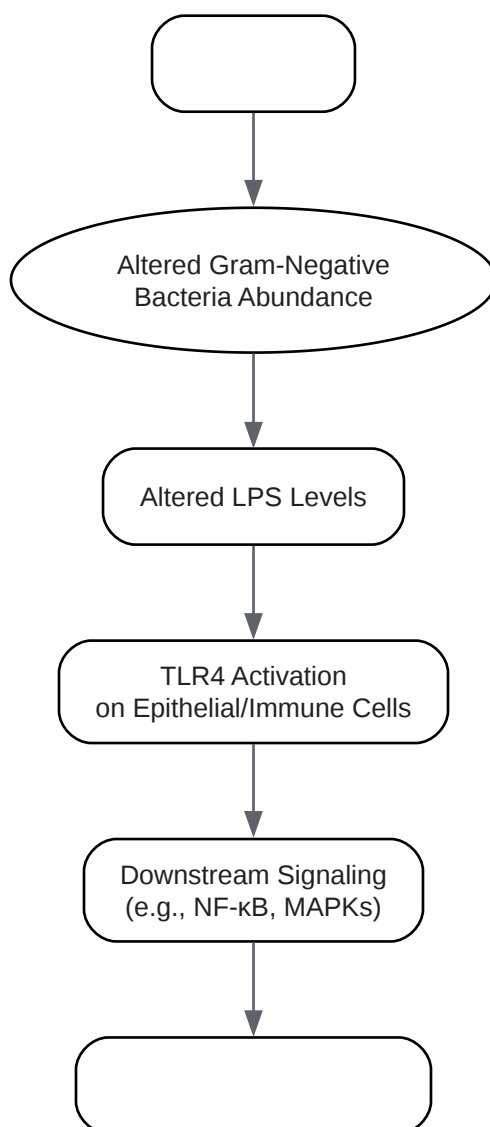 Altered Gram-Negative
Bacteria Abundance
Altered LPS Levels
TLR4 Activation
on Epithelial/Immune Cells
Downstream Signaling
(e.g., NF-κB, MAPKs)